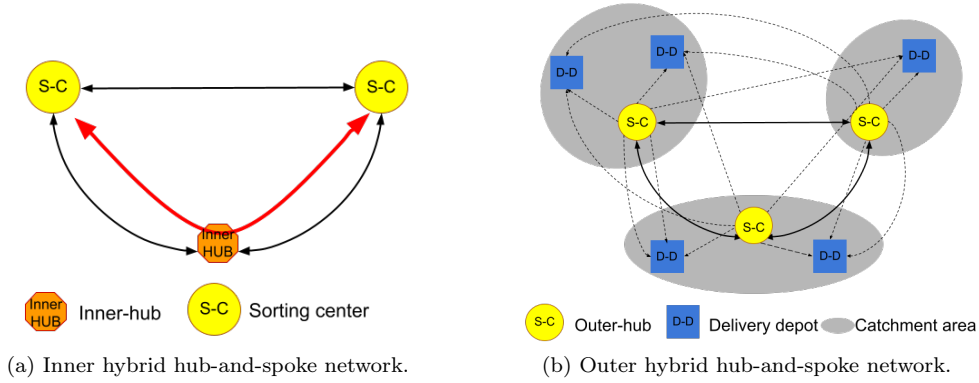 S-C
S-C
Inner
HUB
Inner
HUB
Inner-hub
S-C
Sorting center
(a) Inner hybrid hub-and-spoke network.
D-D
D-D
D-D
S-C
S-C
S-C
D-D
D-D
S-C
Outer-hub
D-D
Delivery depot
Catchment area
(b) Outer hybrid hub-and-spoke network.